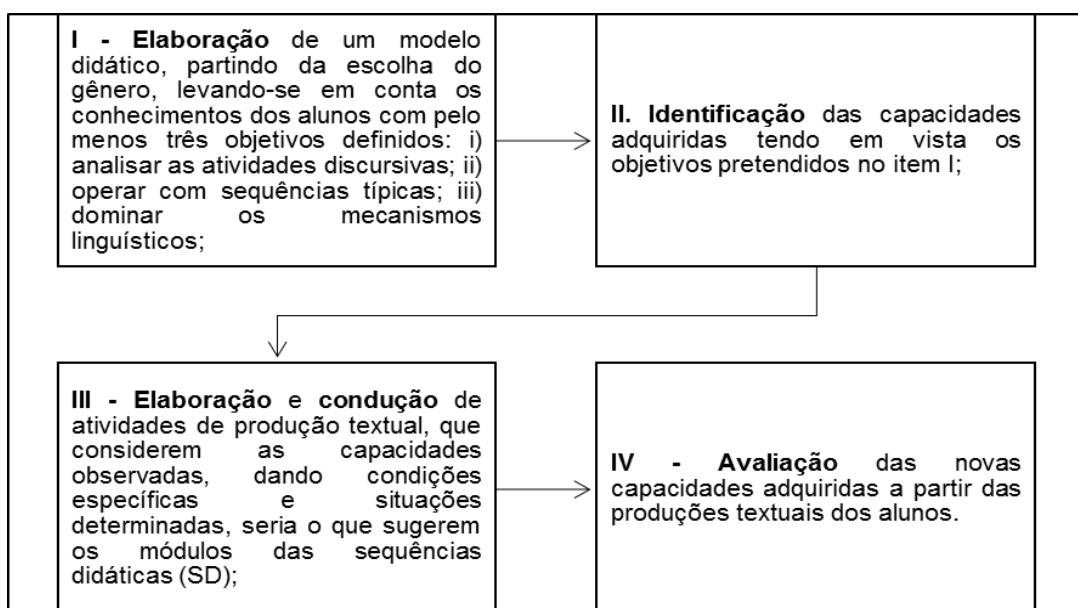 I - Elaboração de um modelo
didático, partindo da escolha do
gênero, levando-se em conta os
conhecimentos dos alunos com pelo
menos três objetivos definidos: i)
analisar as atividades discursivas; ii)
operar com sequências típicas; iii)
dominar os mecanismos
linguísticos;
II. Identificação das capacidades
adquiridas tendo em vista os
objetivos pretendidos no item I;
III - Elaboração e condução de
atividades de produção textual, que
considerem as capacidades
observadas, dando condições
específicas e situações
determinadas, seria o que sugerem
os módulos das sequências
didáticas (SD);
IV - Avaliação das novas
capacidades adquiridas a partir das
produções textuais dos alunos.